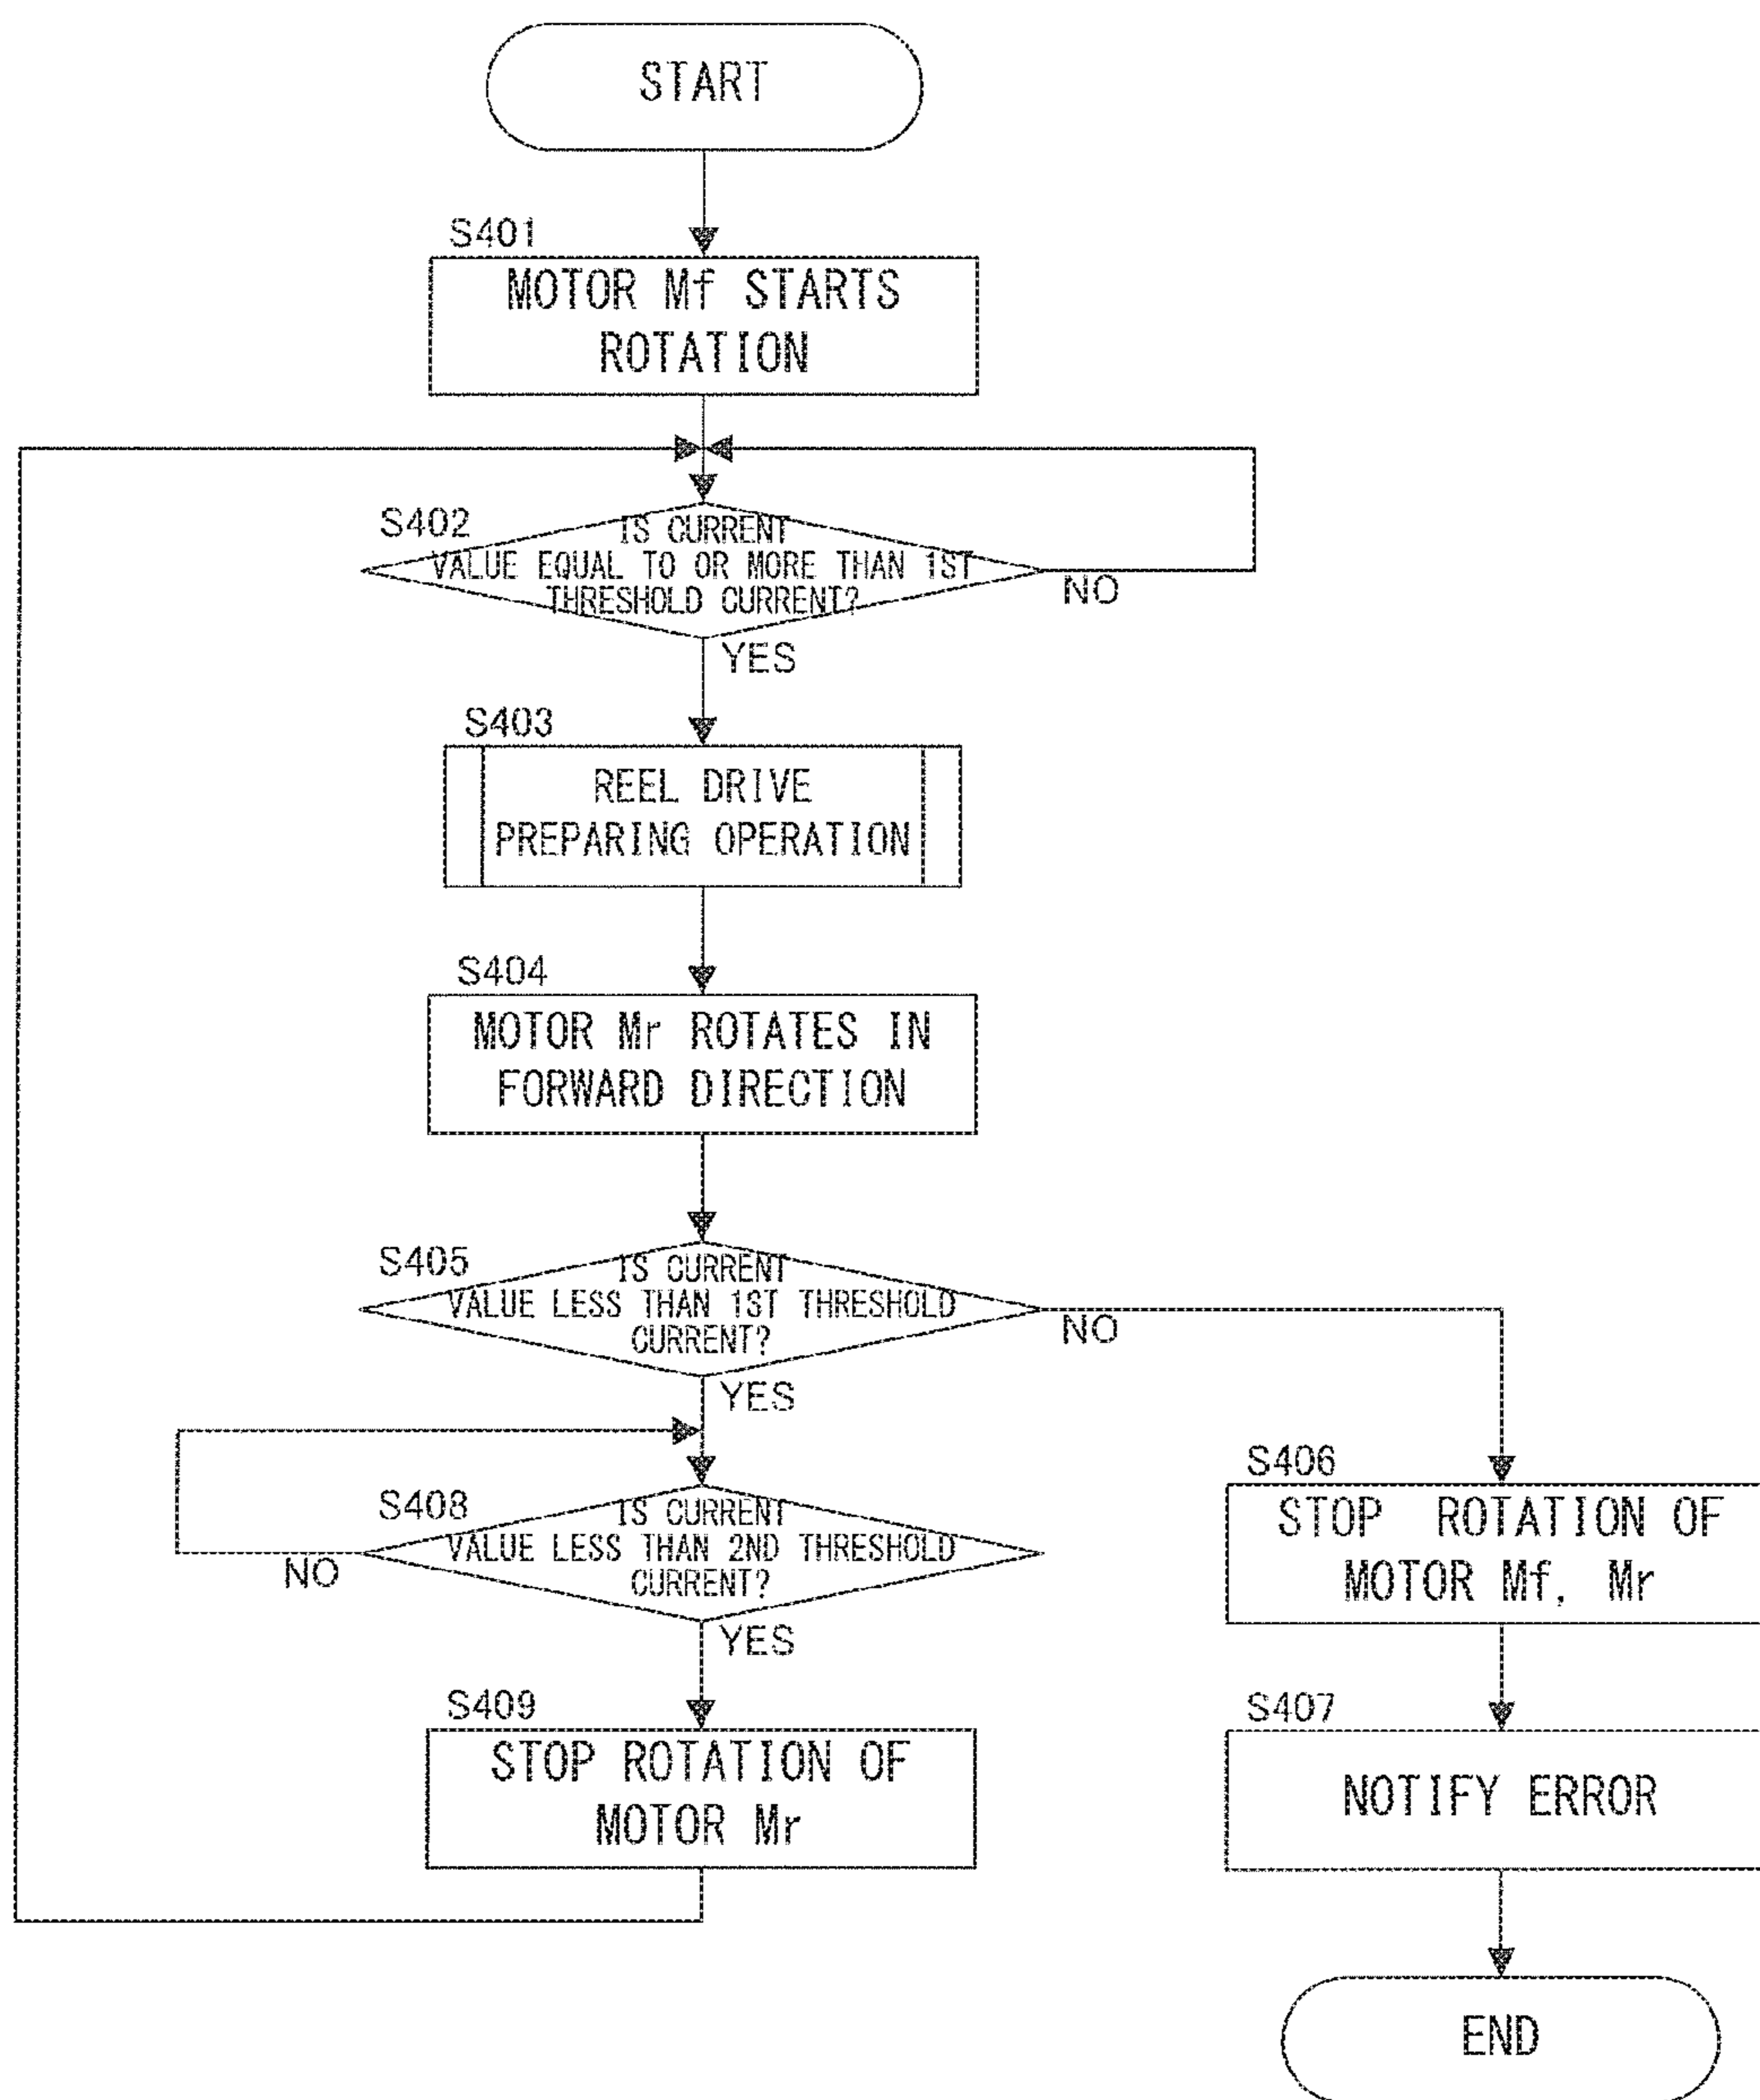 START
S401
MOTOR Mf STARTS
ROTATION
S402
IS CURRENT
VALUE EQUAL TO OR MORE THAN 1ST
THRESHOLD CURRENT?
NO
YES
S403
REEL DRIVE
PREPARING OPERATION
S404
MOTOR Mr ROTATES IN
FORWARD DIRECTION
S405
IS CURRENT
VALUE LESS THAN 1ST THRESHOLD
CURRENT?
NO
YES
S408
IS CURRENT
VALUE LESS THAN 2ND THRESHOLD
CURRENT?
NO
YES
S409
STOP ROTATION OF
MOTOR Mr
S406
STOP ROTATION OF
MOTOR Mf, Mr
S407
NOTIFY ERROR
END